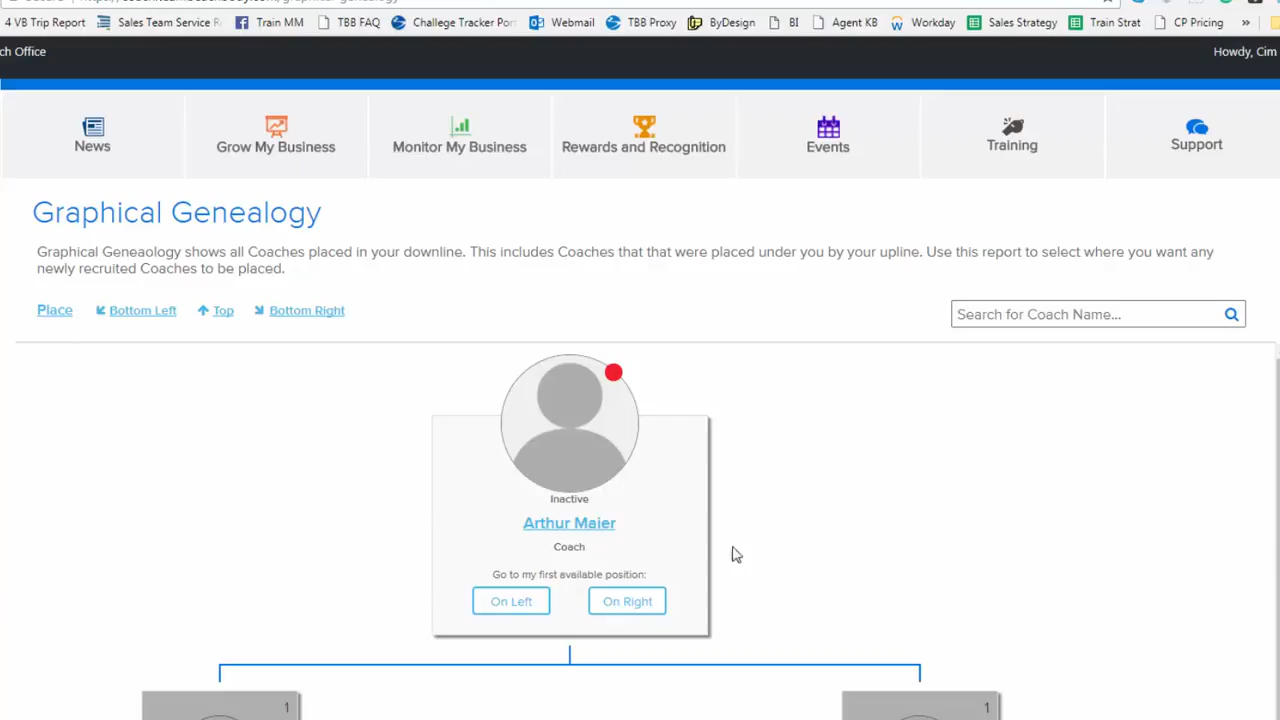 4 VB Trip Report Sales Team Service R Train MM TBB FAQ Challege Tracker Por Webmail TBB Proxy ByDesign BI Agent KB Workday Sales Strategy Train Strat CP Pricing »
ch Office
Howdy, Cim
News
Grow My Business
Monitor My Business
Rewards and Recognition
Events
Training
Support
Graphical Genealogy
Graphical Geneaology shows all Coaches placed in your downline. This includes Coaches that that were placed under you by your upline. Use this report to select where you want any
newly recruited Coaches to be placed.
Place Bottom Left Top Bottom Right
Search for Coach Name...
Inactive
Arthur Maier
Coach
Go to my first available position:
On Left On Right
1 1